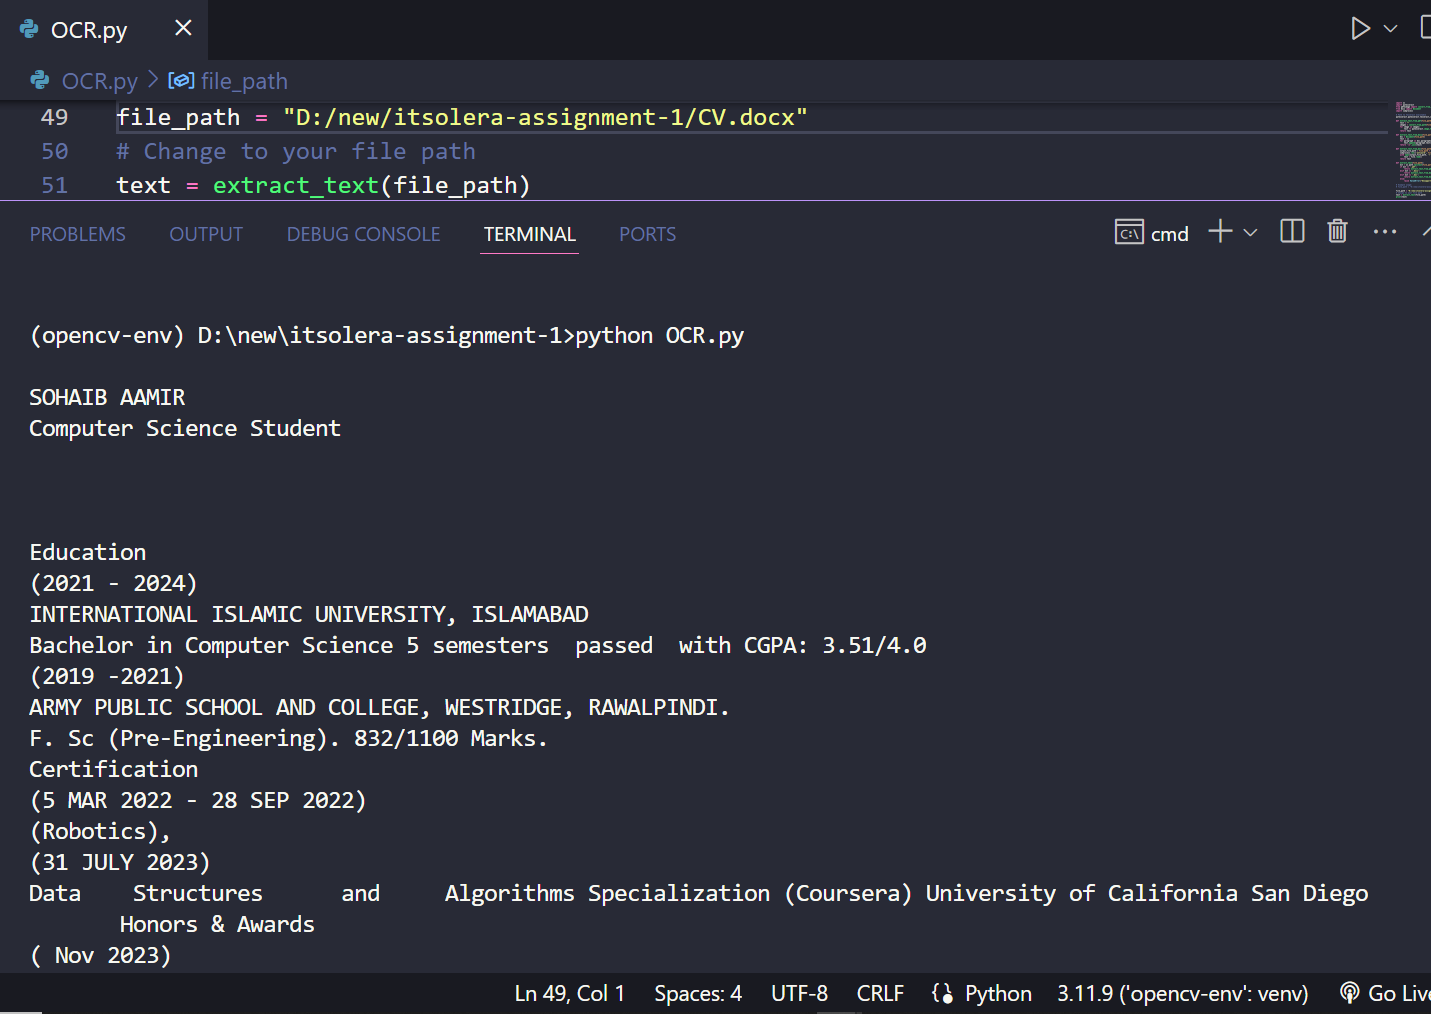 OCR.py
OCR.py > file_path
49 file_path = "D:/new/itsolera-assignment-1/CV.docx"
50 # Change to your file path
51 text = extract_text(file_path)
PROBLEMS OUTPUT DEBUG CONSOLE TERMINAL PORTS cmd
(opencv-env) D:\new\itsolera-assignment-1>python OCR.py
SOHAIB AAMIR
Computer Science Student
Education
(2021 - 2024)
INTERNATIONAL ISLAMIC UNIVERSITY, ISLAMABAD
Bachelor in Computer Science 5 semesters  passed  with CGPA: 3.51/4.0
(2019 -2021)
ARMY PUBLIC SCHOOL AND COLLEGE, WESTRIDGE, RAWALPINDI.
F. Sc (Pre-Engineering). 832/1100 Marks.
Certification
(5 MAR 2022 - 28 SEP 2022)
(Robotics),
(31 JULY 2023)
Data    Structures      and     Algorithms Specialization (Coursera) University of California San Diego
Honors & Awards
( Nov 2023)
Ln 49, Col 1 Spaces: 4 UTF-8 CRLF Python 3.11.9 ('opencv-env': venv) Go Live